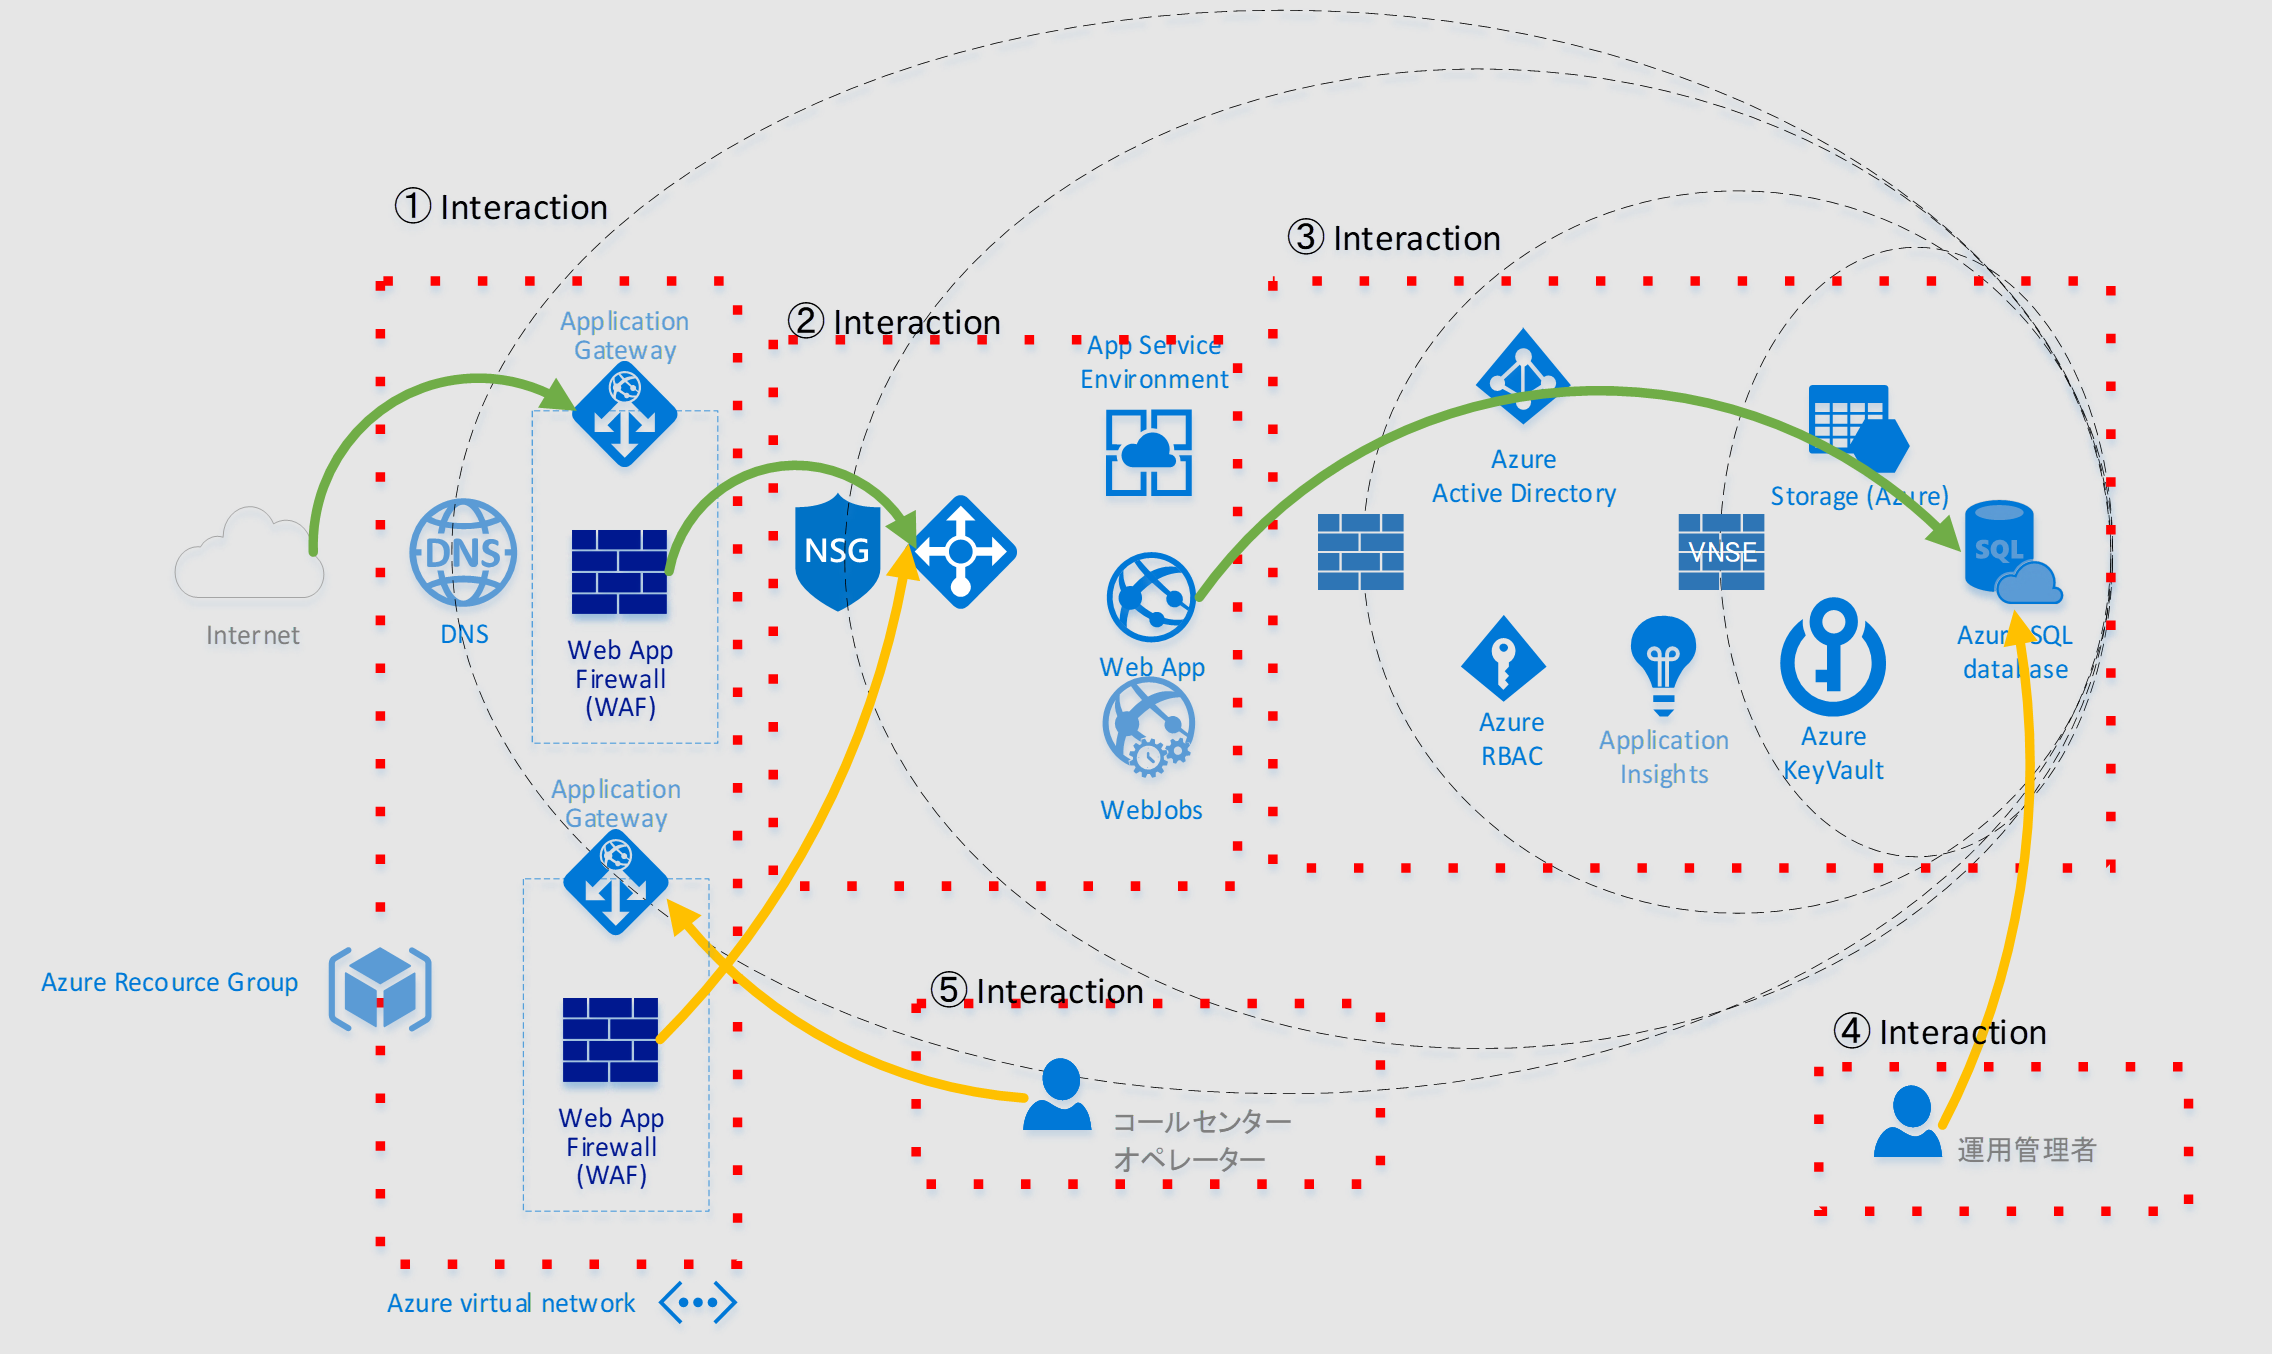 ① Interaction
Application
Gateway
Internet
DNS
DNS
Web App
Firewall
(WAF)
Application
Gateway
Web App
Firewall
(WAF)
Azure Recource Group
Azure virtual network
② Interaction
App Service
Environment
NSG
Web App
WebJobs
③ Interaction
Azure
Active Directory
Storage (Azure)
VNSE
SQL
Azure SQL
database
Azure
RBAC
Application
Insights
Azure
KeyVault
⑤ Interaction
コールセンター
オペレーター
④ Interaction
運用管理者